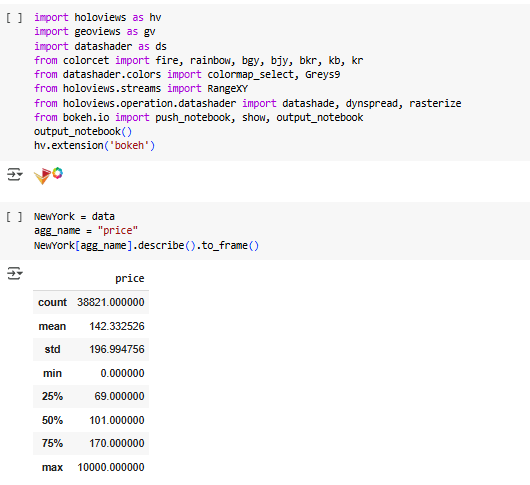 [ ] import holoviews as hv
import geoviews as gv
import datashader as ds
from colorcet import fire, rainbow, bgy, bjy, bkr, kb, kr
from datashader.colors import colormap_select, Greys9
from holoviews.streams import RangeXY
from holoviews.operation.datashader import datashade, dynspread, rasterize
from bokeh.io import push_notebook, show, output_notebook
output_notebook()
hv.extension('bokeh')
[ ] NewYork = data
agg_name = "price"
NewYork[agg_name].describe().to_frame()
price
count 38821.000000
mean 142.332526
std 196.994756
min 0.000000
25% 69.000000
50% 101.000000
75% 170.000000
max 10000.000000